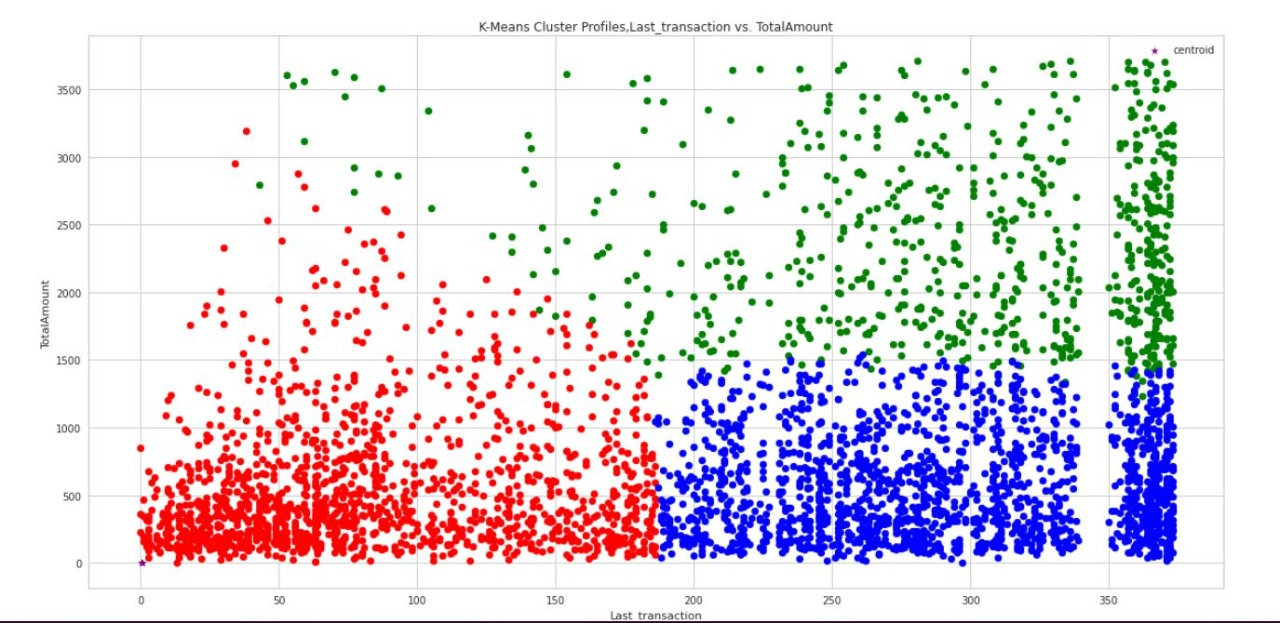 K-Means Cluster Profiles,Last_transaction vs. TotalAmount
centroid
3500
3000
2500
2000
1500
1000
500
0
TotalAmount
0 50 100 150 200 250 300 350
Last_transaction